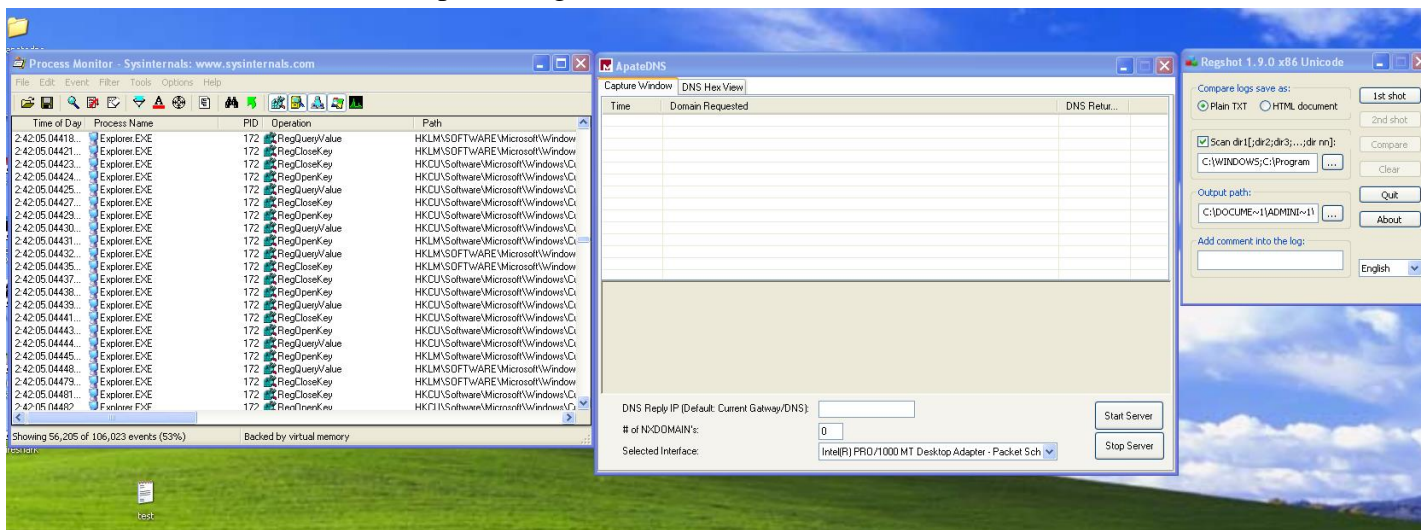 Process Monitor - Sysinternals: www.sysinternals.com
File Edit Event Filter Tools Options Help
Time of Day Process Name PID Operation Path
2:42:05.04418... Explorer.EXE 172 RegQueryValue HKLM\SOFTWARE\Microsoft\Window
2:42:05.04421... Explorer.EXE 172 RegCloseKey HKLM\SOFTWARE\Microsoft\Window
2:42:05.04423... Explorer.EXE 172 RegCloseKey HKCU\Software\Microsoft\Windows\Cu
2:42:05.04424... Explorer.EXE 172 RegOpenKey HKCU\Software\Microsoft\Windows\Cu
2:42:05.04425... Explorer.EXE 172 RegQueryValue HKCU\Software\Microsoft\Windows\Cu
2:42:05.04427... Explorer.EXE 172 RegCloseKey HKCU\Software\Microsoft\Windows\Cu
2:42:05.04429... Explorer.EXE 172 RegOpenKey HKCU\Software\Microsoft\Windows\Cu
2:42:05.04430... Explorer.EXE 172 RegQueryValue HKCU\Software\Microsoft\Windows\Cu
2:42:05.04431... Explorer.EXE 172 RegOpenKey HKLM\Software\Microsoft\Windows\Cu
2:42:05.04432... Explorer.EXE 172 RegQueryValue HKLM\SOFTWARE\Microsoft\Window
2:42:05.04435... Explorer.EXE 172 RegCloseKey HKLM\SOFTWARE\Microsoft\Window
2:42:05.04437... Explorer.EXE 172 RegCloseKey HKCU\Software\Microsoft\Windows\Cu
2:42:05.04438... Explorer.EXE 172 RegOpenKey HKCU\Software\Microsoft\Windows\Cu
2:42:05.04439... Explorer.EXE 172 RegQueryValue HKCU\Software\Microsoft\Windows\Cu
2:42:05.04441... Explorer.EXE 172 RegCloseKey HKCU\Software\Microsoft\Windows\Cu
2:42:05.04443... Explorer.EXE 172 RegOpenKey HKCU\Software\Microsoft\Windows\Cu
2:42:05.04444... Explorer.EXE 172 RegQueryValue HKCU\Software\Microsoft\Windows\Cu
2:42:05.04445... Explorer.EXE 172 RegOpenKey HKLM\Software\Microsoft\Windows\Cu
2:42:05.04448... Explorer.EXE 172 RegQueryValue HKLM\SOFTWARE\Microsoft\Window
2:42:05.04479... Explorer.EXE 172 RegCloseKey HKLM\SOFTWARE\Microsoft\Window
2:42:05.04481... Explorer.EXE 172 RegCloseKey HKCU\Software\Microsoft\Windows\Cu
2:42:05.04482... Explorer.EXE 172 RegOpenKey HKCU\Software\Microsoft\Windows\Cu
Showing 56,205 of 106,023 events (53%) Backed by virtual memory
test
ApateDNS
Capture Window DNS Hex View
Time Domain Requested DNS Retur...
DNS Reply IP (Default: Current Gatway/DNS):
# of NXDOMAIN's: 0
Selected Interface: Intel(R) PRO/1000 MT Desktop Adapter - Packet Sch
Start Server
Stop Server
Regshot 1.9.0 x86 Unicode
Compare logs save as:
Plain TXT HTML document
Scan dir1[;dir2;dir3;...;dir nn]:
C:\WINDOWS;C:\Program ...
Output path:
C:\DOCUME~1\ADMINI~1\ ...
Add comment into the log:
1st shot
2nd shot
Compare
Clear
Quit
About
English